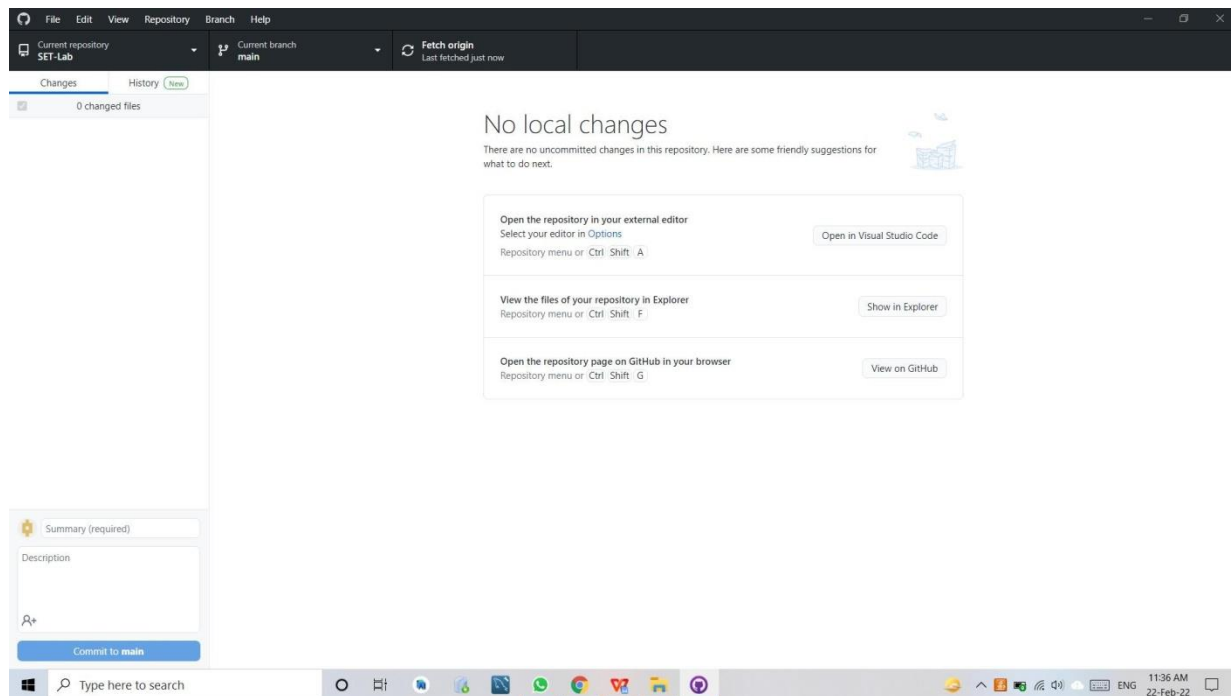 File Edit View Repository Branch Help
Current repository
SET-Lab
Current branch
main
Fetch origin
Last fetched just now
Changes History New
0 changed files
No local changes
There are no uncommitted changes in this repository. Here are some friendly suggestions for
what to do next.
Open the repository in your external editor
Select your editor in Options
Repository menu or Ctrl Shift A
Open in Visual Studio Code
View the files of your repository in Explorer
Repository menu or Ctrl Shift F
Show in Explorer
Open the repository page on GitHub in your browser
Repository menu or Ctrl Shift G
View on GitHub
Summary (required)
Description
Commit to main
Type here to search
ENG
11:36 AM
22-Feb-22